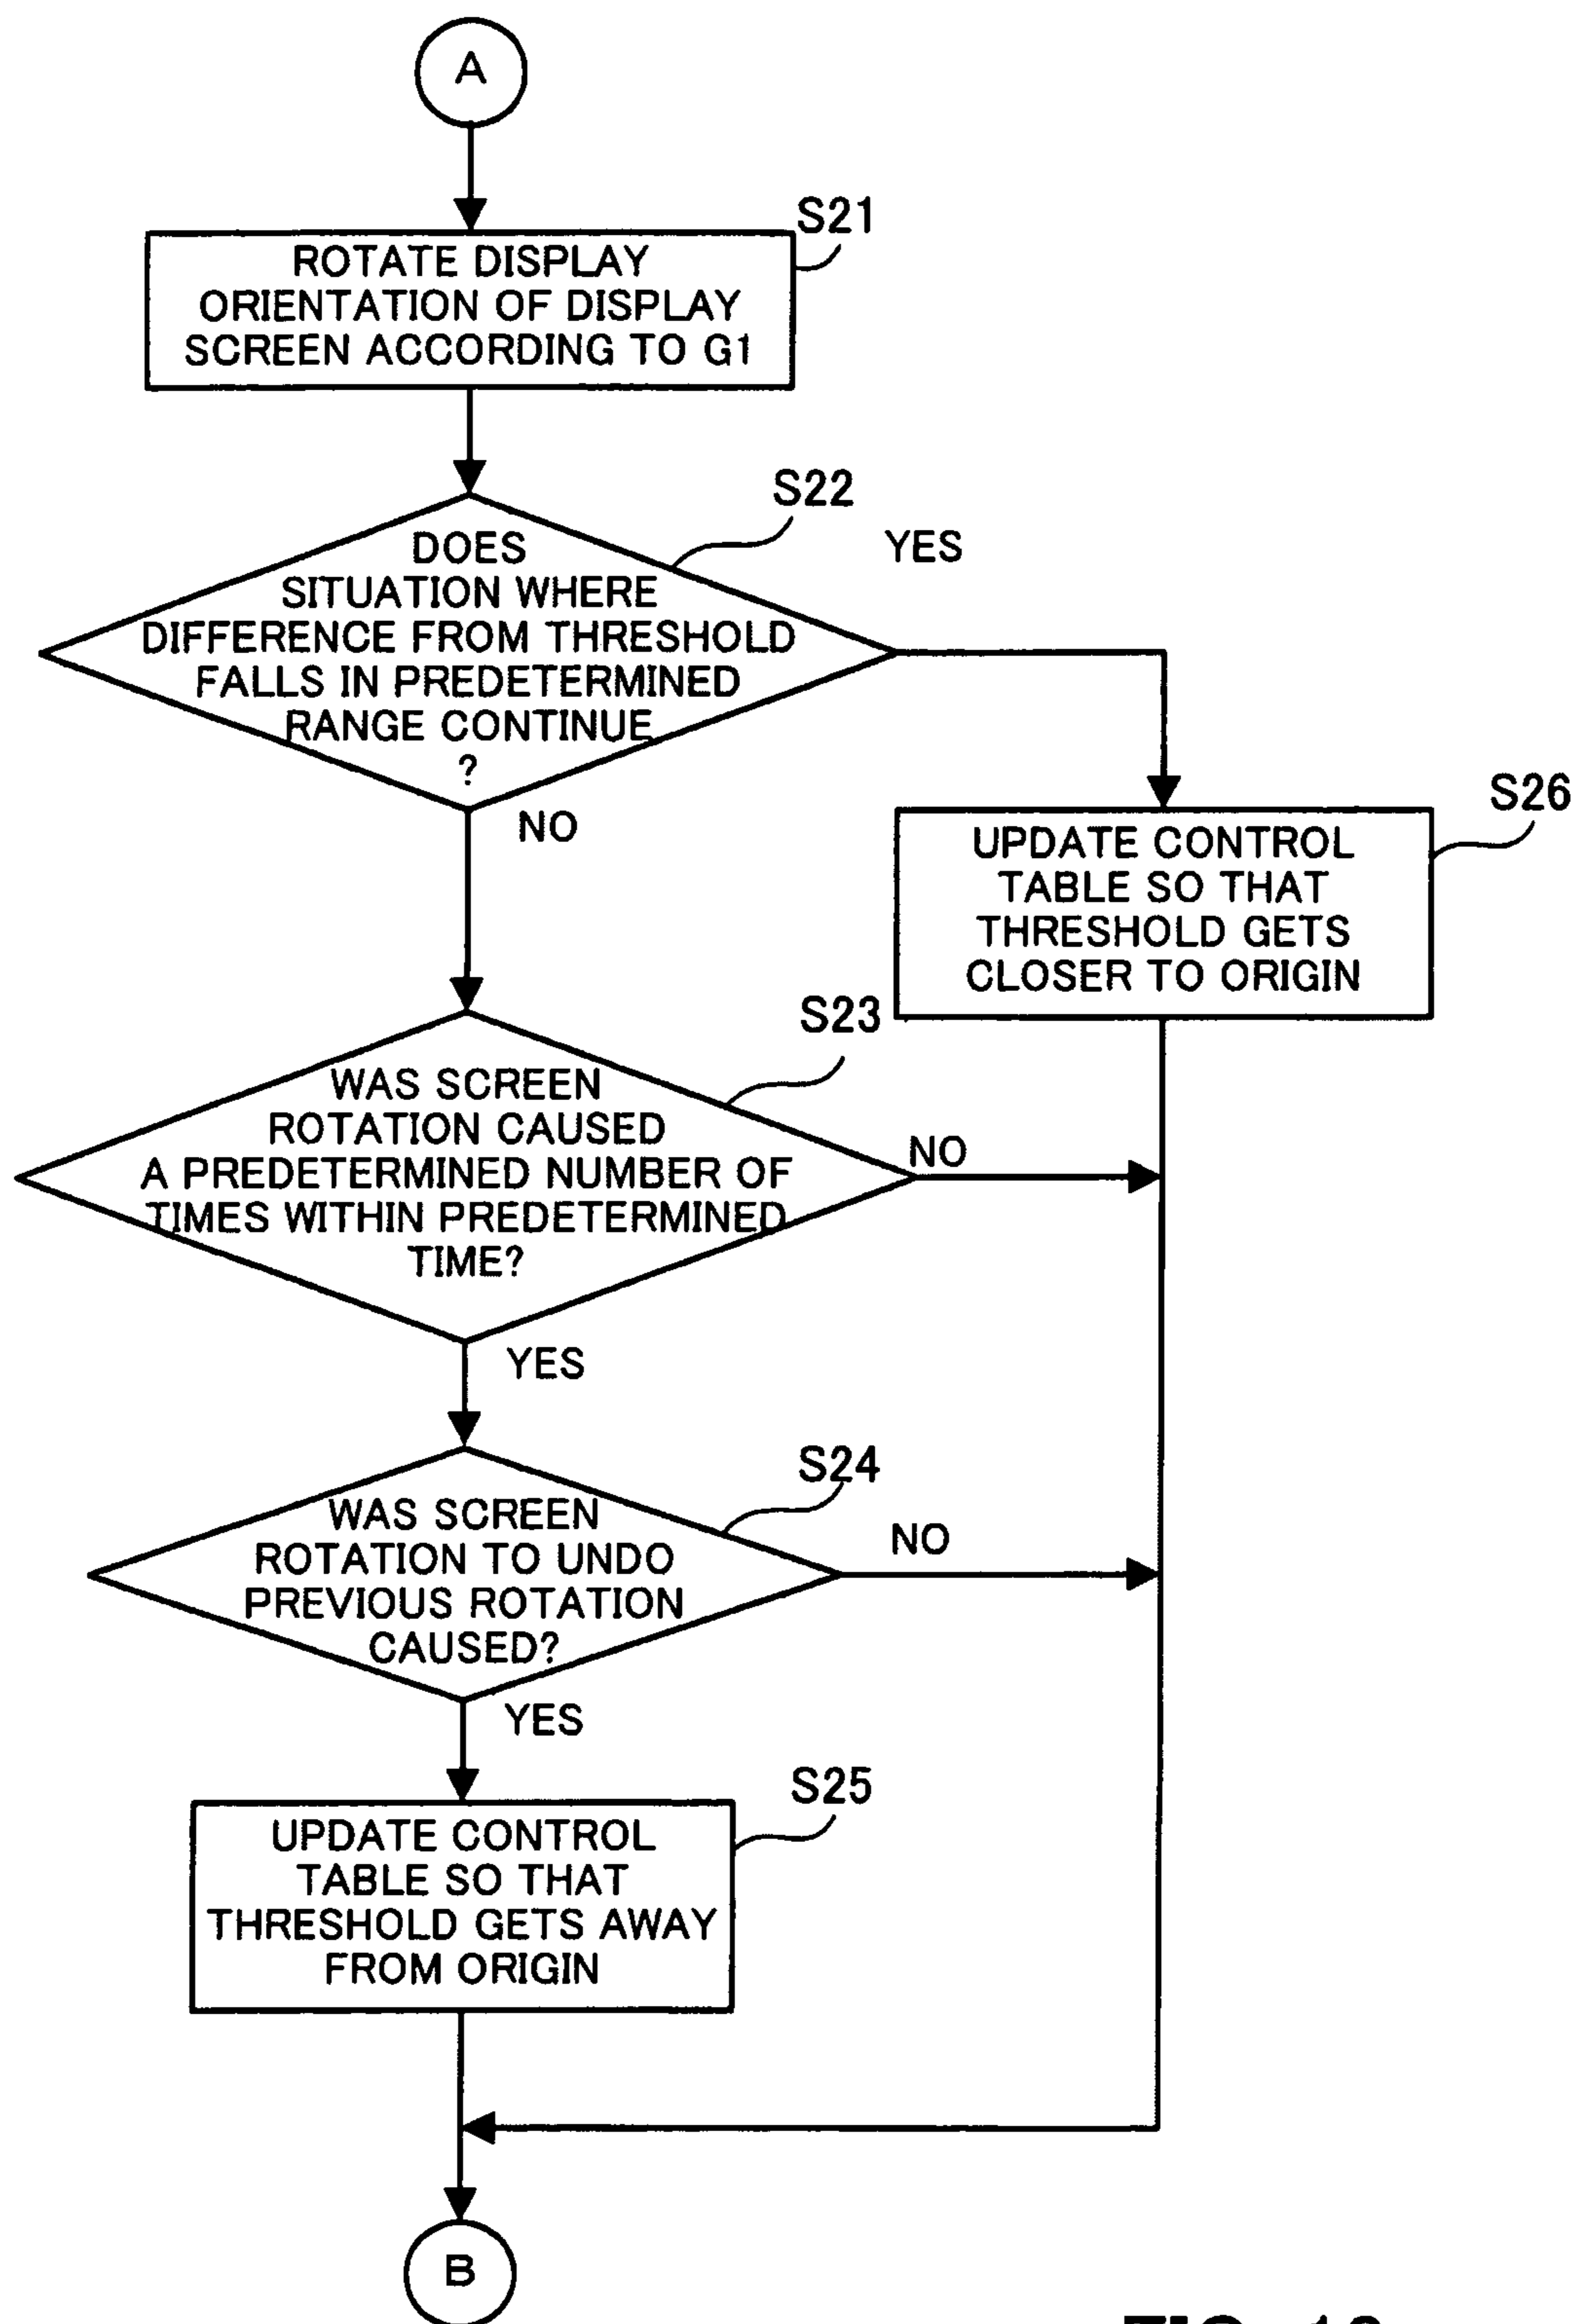 A
S21
ROTATE DISPLAY
ORIENTATION OF DISPLAY
SCREEN ACCORDING TO G1
S22
YES
DOES
SITUATION WHERE
DIFFERENCE FROM THRESHOLD
FALLS IN PREDETERMINED
RANGE CONTINUE
?
NO
S26
UPDATE CONTROL
TABLE SO THAT
THRESHOLD GETS
CLOSER TO ORIGIN
S23
WAS SCREEN
ROTATION CAUSED
A PREDETERMINED NUMBER OF
TIMES WITHIN PREDETERMINED
TIME?
NO
YES
S24
WAS SCREEN
ROTATION TO UNDO
PREVIOUS ROTATION
CAUSED?
NO
YES
S25
UPDATE CONTROL
TABLE SO THAT
THRESHOLD GETS AWAY
FROM ORIGIN
B